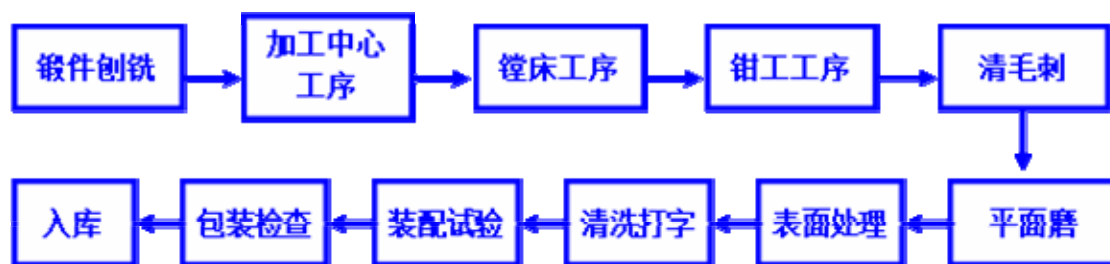 锻件刨铣
加工中心
工序
镗床工序
钳工工序
清毛刺
入库
包装检查
装配试验
清洗打字
表面处理
平面磨